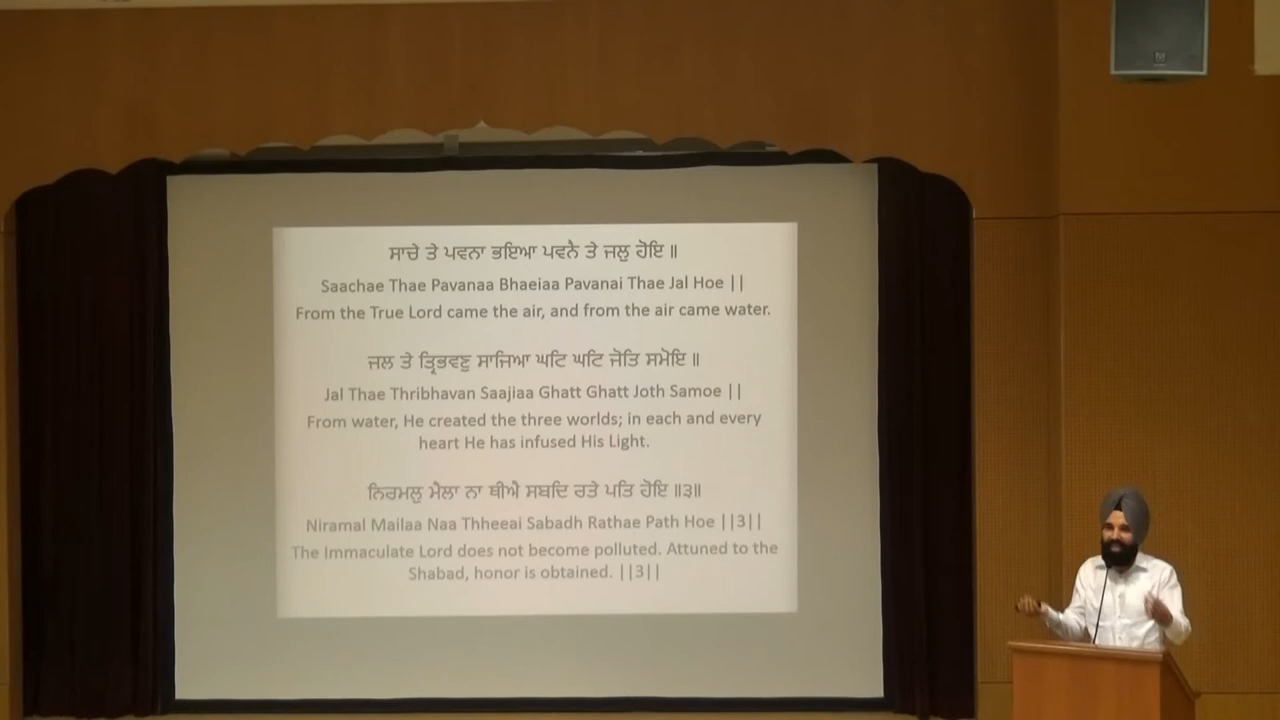 ਸਾਚੇ ਤੇ ਪਵਨਾ ਭਇਆ ਪਵਨੈ ਤੇ ਜਲੁ ਹੋਇ ॥
Saachae Thae Pavanaa Bhaeiaa Pavanai Thae Jal Hoe ||
From the True Lord came the air, and from the air came water.
ਜਲ ਤੇ ਤ੍ਰਿਭਵਣੁ ਸਾਜਿਆ ਘਟਿ ਘਟਿ ਜੋਤਿ ਸਮੋਇ ॥
Jal Thae Thribhavan Saajiaa Ghatt Ghatt Joth Samoe ||
From water, He created the three worlds; in each and every
heart He has infused His Light.
ਨਿਰਮਲੁ ਮੈਲਾ ਨਾ ਥੀਐ ਸਬਦਿ ਰਤੇ ਪਤਿ ਹੋਇ ॥੩॥
Niramal Mailaa Naa Thheeai Sabadh Rathae Path Hoe ||3||
The Immaculate Lord does not become polluted. Attuned to the
Shabad, honor is obtained. ||3||